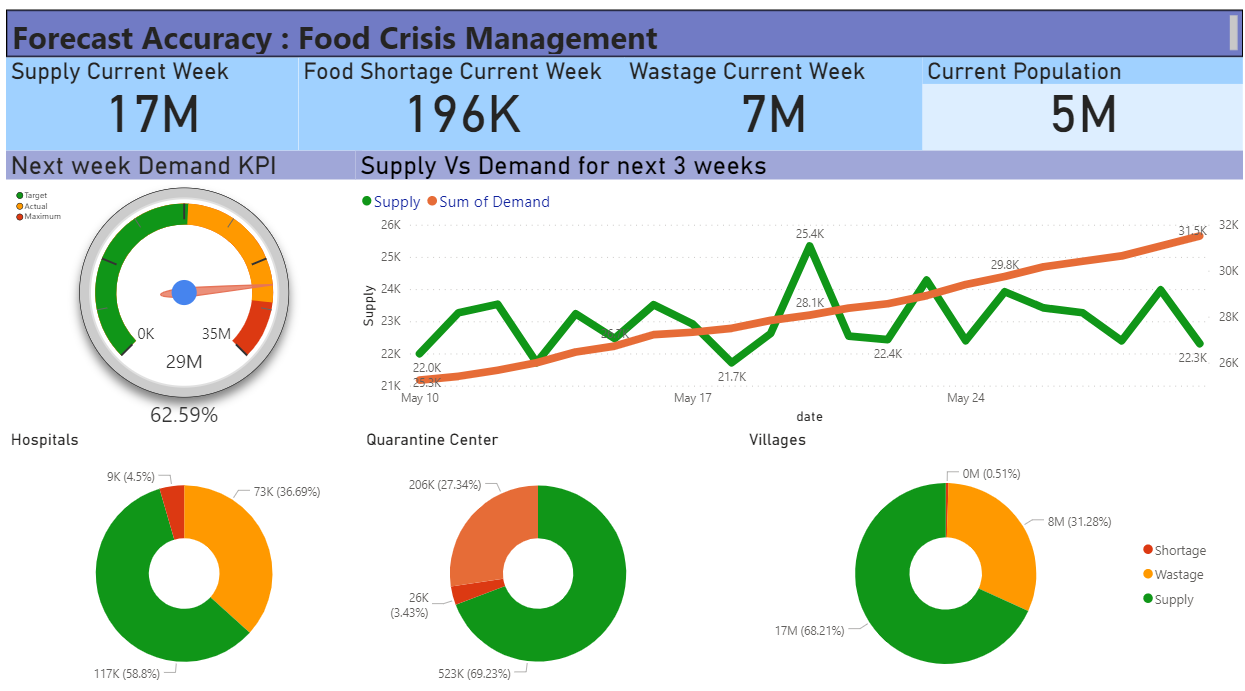 Forecast Accuracy : Food Crisis Management
Supply Current Week
Food Shortage Current Week
Wastage Current Week
Current Population
17M
196K
7M
5M
Next week Demand KPI
Supply Vs Demand for next 3 weeks
Target
Actual
Maximum
0K
35M
29M
62.59%
Supply
Sum of Demand
26K
25K
24K
23K
22K
21K
Supply
32K
30K
28K
26K
25.4K
31.5K
29.8K
28.1K
22.4K
22.3K
21.7K
22.0K
25.3K
May 10
May 17
May 24
date
Hospitals
9K (4.5%)
73K (36.69%)
117K (58.8%)
Quarantine Center
206K (27.34%)
26K
(3.43%)
523K (69.23%)
Villages
0M (0.51%)
8M (31.28%)
17M (68.21%)
Shortage
Wastage
Supply